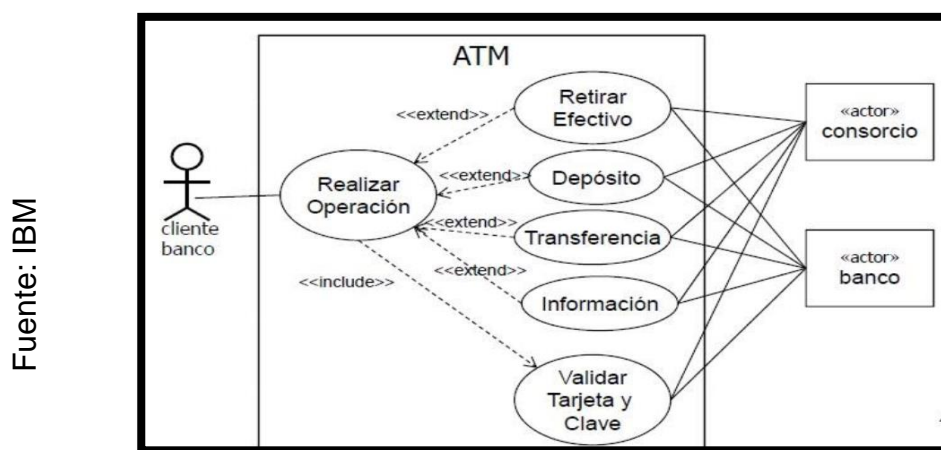 Fuente: IBM
ATM
Retirar
Efectivo
<<extend>>
«actor»
consorcio
Realizar
Operación
<<extend>>
Depósito
cliente
banco
<<extend>>
Transferencia
«actor»
banco
<<include>>
<<extend>>
Información
Validar
Tarjeta y
Clave